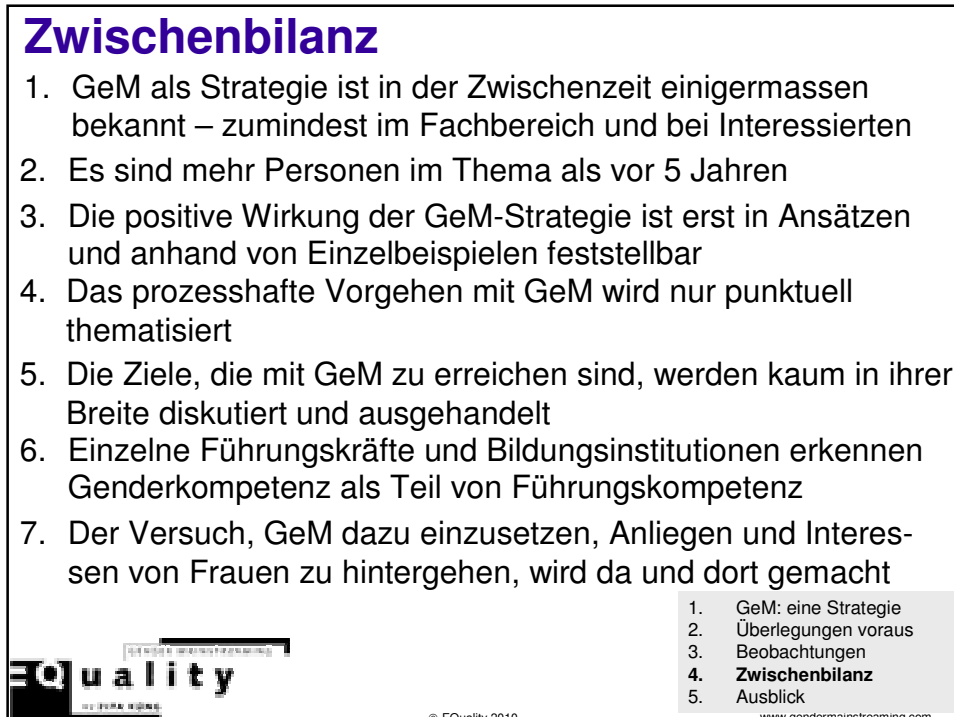 Zwischenbilanz
1. GeM als Strategie ist in der Zwischenzeit einigermassen
bekannt – zumindest im Fachbereich und bei Interessierten
2. Es sind mehr Personen im Thema als vor 5 Jahren
3. Die positive Wirkung der GeM-Strategie ist erst in Ansätzen
und anhand von Einzelbeispielen feststellbar
4. Das prozesshafte Vorgehen mit GeM wird nur punktuell
thematisiert
5. Die Ziele, die mit GeM zu erreichen sind, werden kaum in ihrer
Breite diskutiert und ausgehandelt
6. Einzelne Führungskräfte und Bildungsinstitutionen erkennen
Genderkompetenz als Teil von Führungskompetenz
7. Der Versuch, GeM dazu einzusetzen, Anliegen und Interes-
sen von Frauen zu hintergehen, wird da und dort gemacht
1. GeM: eine Strategie
2. Überlegungen voraus
3. Beobachtungen
4. Zwischenbilanz
5. Ausblick
GENDER MAINSTREAMING
EQuality
© EQuality 2010
www.gendermainstreaming.com